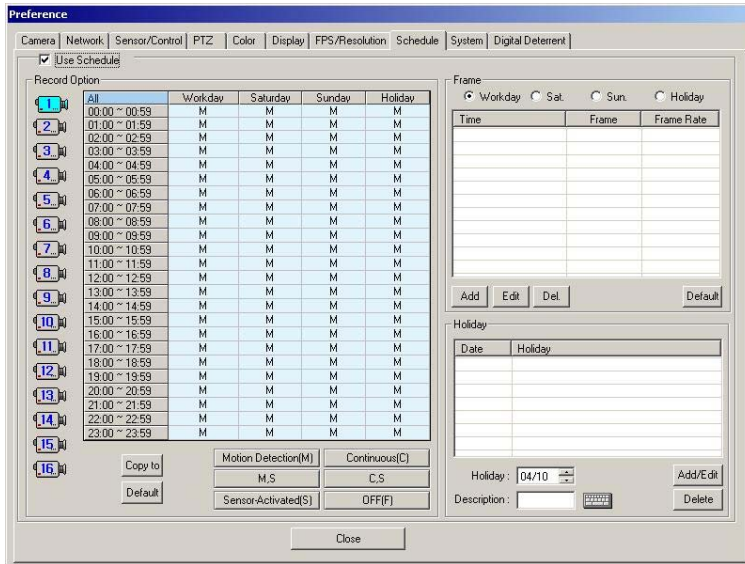 Preference
Camera Network Sensor/Control PTZ Color Display FPS/Resolution Schedule System Digital Deterrent
Use Schedule
Record Option
1
2
3
4
5
6
7
8
9
10
11
12
13
14
15
16
All Workday Saturday Sunday Holiday
00:00 ~ 00:59 M M M M
01:00 ~ 01:59 M M M M
02:00 ~ 02:59 M M M M
03:00 ~ 03:59 M M M M
04:00 ~ 04:59 M M M M
05:00 ~ 05:59 M M M M
06:00 ~ 06:59 M M M M
07:00 ~ 07:59 M M M M
08:00 ~ 08:59 M M M M
09:00 ~ 09:59 M M M M
10:00 ~ 10:59 M M M M
11:00 ~ 11:59 M M M M
12:00 ~ 12:59 M M M M
13:00 ~ 13:59 M M M M
14:00 ~ 14:59 M M M M
15:00 ~ 15:59 M M M M
16:00 ~ 16:59 M M M M
17:00 ~ 17:59 M M M M
18:00 ~ 18:59 M M M M
19:00 ~ 19:59 M M M M
20:00 ~ 20:59 M M M M
21:00 ~ 21:59 M M M M
22:00 ~ 22:59 M M M M
23:00 ~ 23:59 M M M M
Copy to
Default
Motion Detection(M) Continuous(C)
M,S C,S
Sensor-Activated(S) OFF(F)
Frame
Workday Sat. Sun. Holiday
Time Frame Frame Rate
Add Edit Del. Default
Holiday
Date Holiday
Holiday : 04/10 Add/Edit
Description : Delete
Close